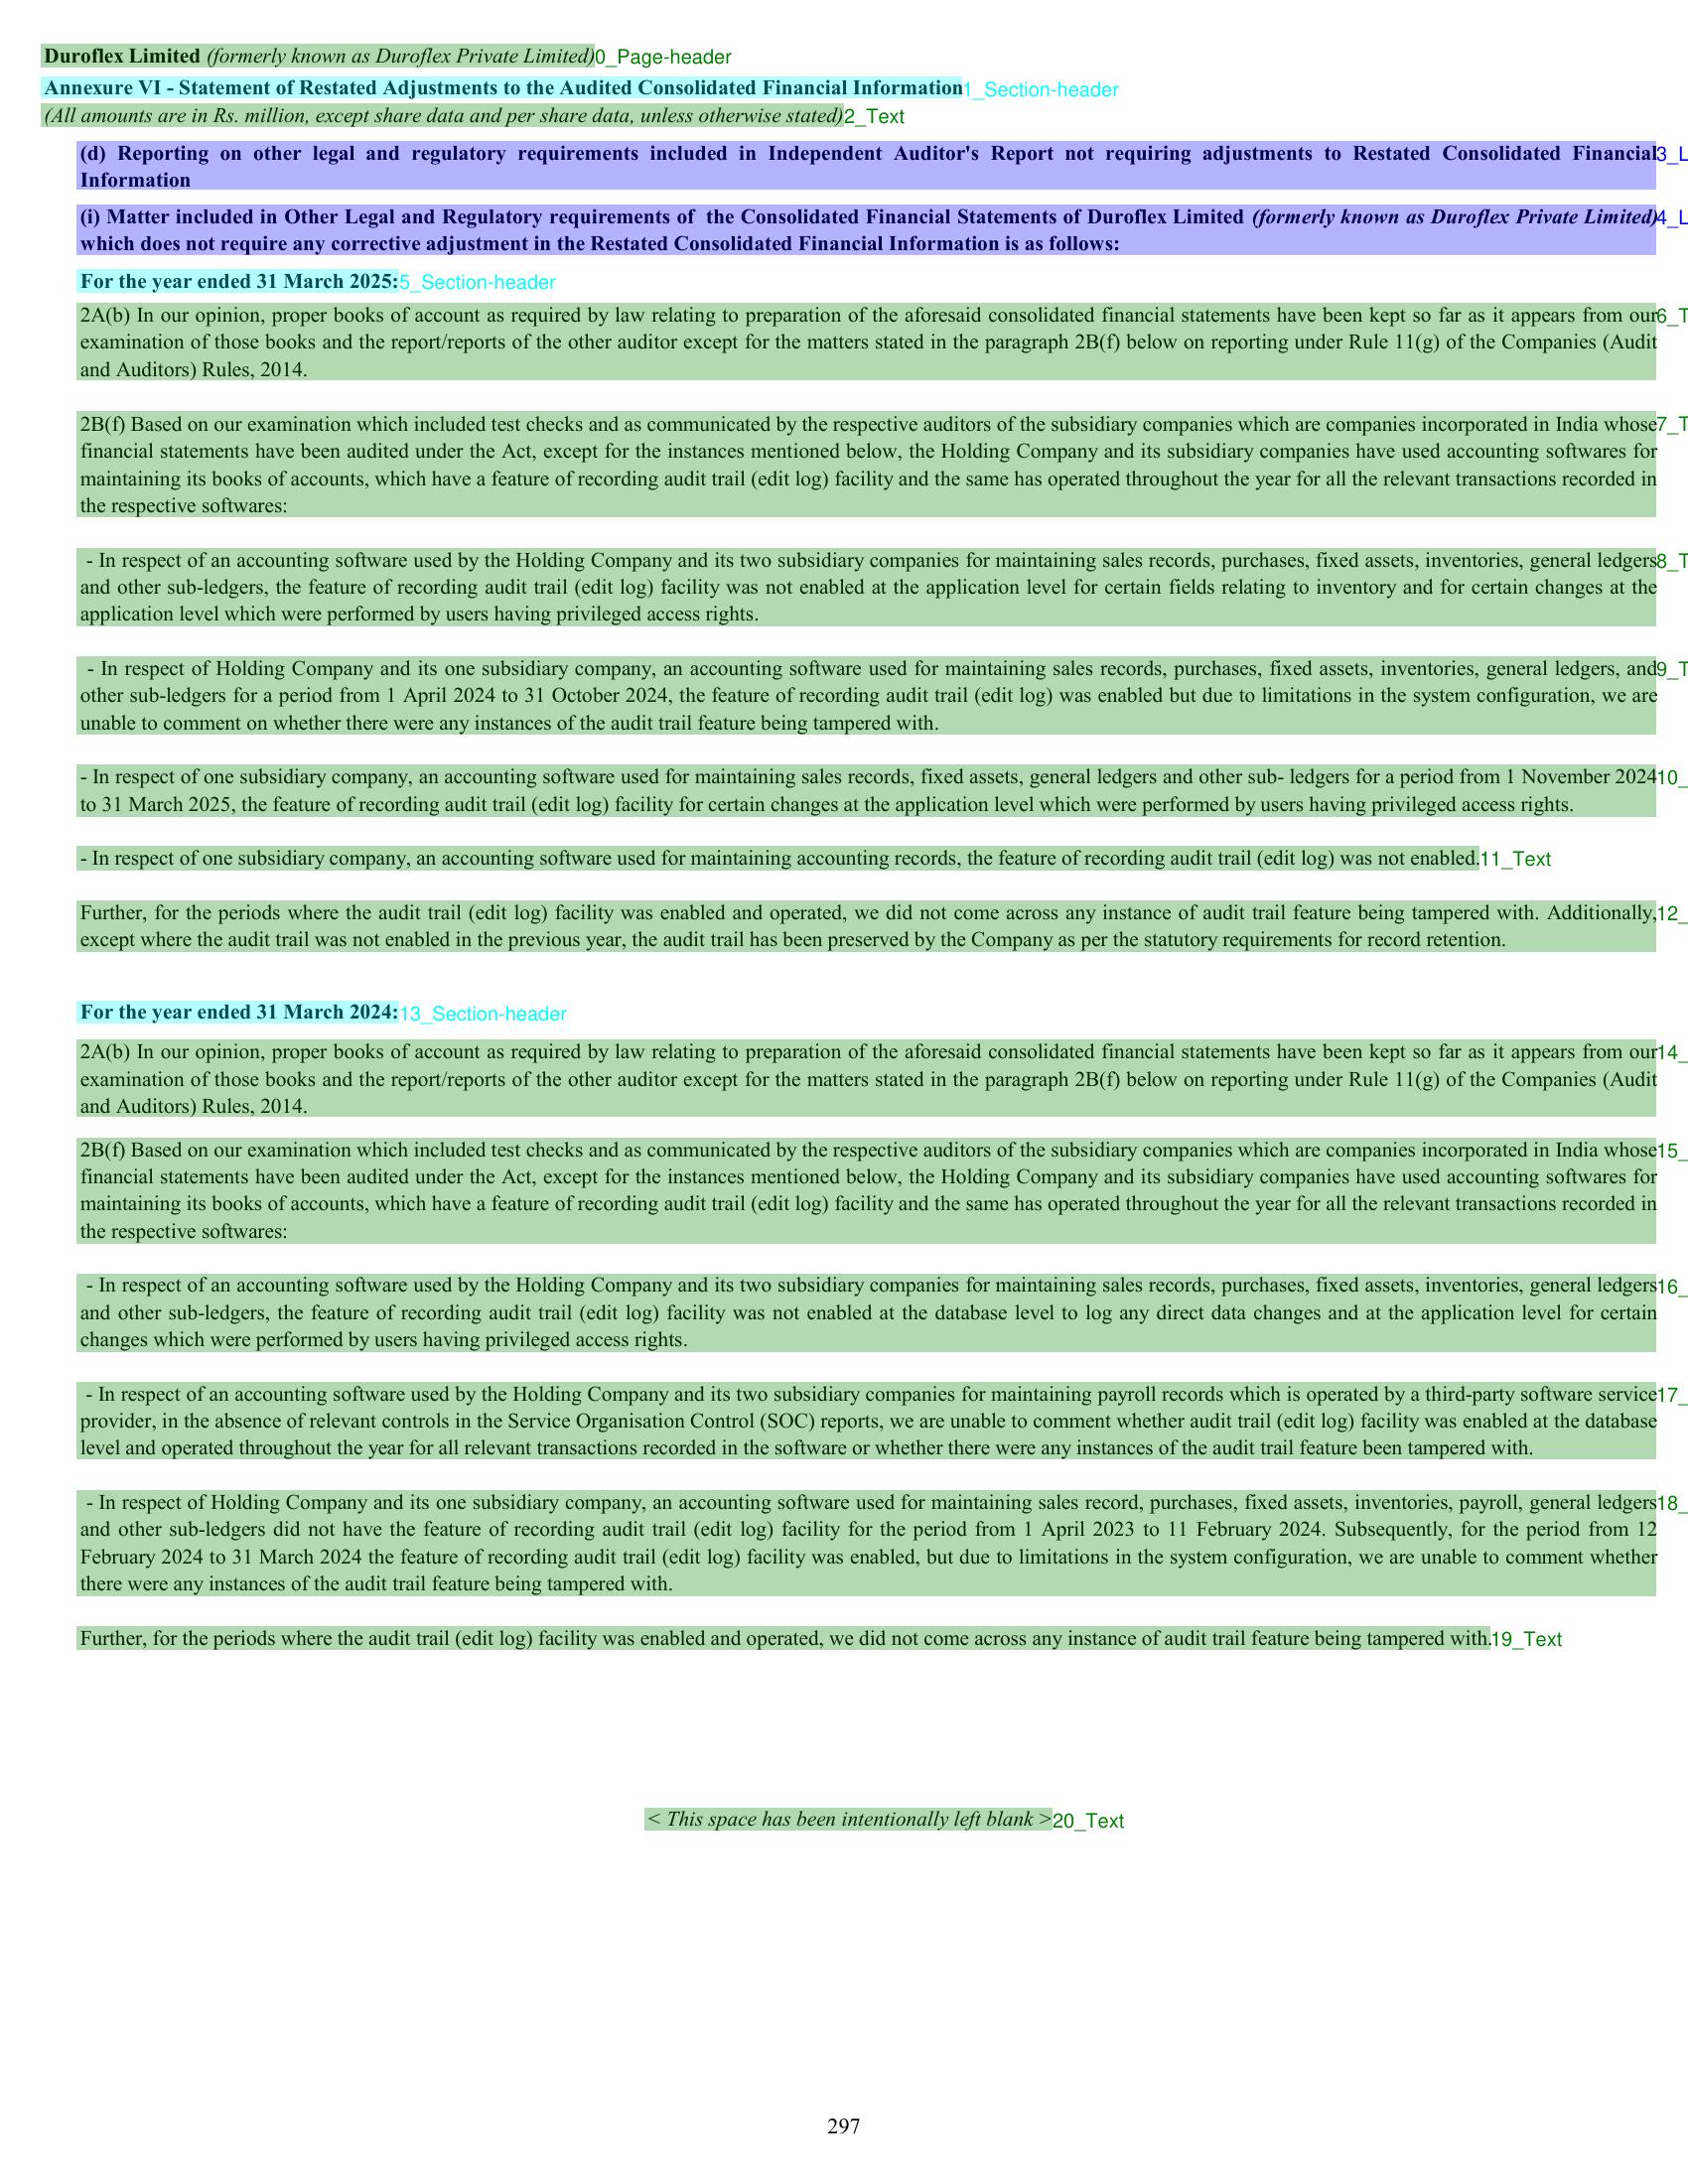 Duroflex Limited (formerly known as Duroflex Private Limited)0_Page-header
Annexure VI - Statement of Restated Adjustments to the Audited Consolidated Financial Information1_Section-header
(All amounts are in Rs. million, except share data and per share data, unless otherwise stated)2_Text
(d) Reporting on other legal and regulatory requirements included in Independent Auditor's Report not requiring adjustments to Restated Consolidated Financial3_L
Information
(i) Matter included in Other Legal and Regulatory requirements of the Consolidated Financial Statements of Duroflex Limited (formerly known as Duroflex Private Limited)4_L
which does not require any corrective adjustment in the Restated Consolidated Financial Information is as follows:
For the year ended 31 March 2025:5_Section-header
2A(b) In our opinion, proper books of account as required by law relating to preparation of the aforesaid consolidated financial statements have been kept so far as it appears from our6_T
examination of those books and the report/reports of the other auditor except for the matters stated in the paragraph 2B(f) below on reporting under Rule 11(g) of the Companies (Audit
and Auditors) Rules, 2014.
2B(f) Based on our examination which included test checks and as communicated by the respective auditors of the subsidiary companies which are companies incorporated in India whose7_T
financial statements have been audited under the Act, except for the instances mentioned below, the Holding Company and its subsidiary companies have used accounting softwares for
maintaining its books of accounts, which have a feature of recording audit trail (edit log) facility and the same has operated throughout the year for all the relevant transactions recorded in
the respective softwares:
- In respect of an accounting software used by the Holding Company and its two subsidiary companies for maintaining sales records, purchases, fixed assets, inventories, general ledgers8_T
and other sub-ledgers, the feature of recording audit trail (edit log) facility was not enabled at the application level for certain fields relating to inventory and for certain changes at the
application level which were performed by users having privileged access rights.
- In respect of Holding Company and its one subsidiary company, an accounting software used for maintaining sales records, purchases, fixed assets, inventories, general ledgers, and9_T
other sub-ledgers for a period from 1 April 2024 to 31 October 2024, the feature of recording audit trail (edit log) was enabled but due to limitations in the system configuration, we are
unable to comment on whether there were any instances of the audit trail feature being tampered with.
- In respect of one subsidiary company, an accounting software used for maintaining sales records, fixed assets, general ledgers and other sub- ledgers for a period from 1 November 202410_
to 31 March 2025, the feature of recording audit trail (edit log) facility for certain changes at the application level which were performed by users having privileged access rights.
- In respect of one subsidiary company, an accounting software used for maintaining accounting records, the feature of recording audit trail (edit log) was not enabled.11_Text
Further, for the periods where the audit trail (edit log) facility was enabled and operated, we did not come across any instance of audit trail feature being tampered with. Additionally,12_
except where the audit trail was not enabled in the previous year, the audit trail has been preserved by the Company as per the statutory requirements for record retention.
For the year ended 31 March 2024:13_Section-header
2A(b) In our opinion, proper books of account as required by law relating to preparation of the aforesaid consolidated financial statements have been kept so far as it appears from our14_
examination of those books and the report/reports of the other auditor except for the matters stated in the paragraph 2B(f) below on reporting under Rule 11(g) of the Companies (Audit
and Auditors) Rules, 2014.
2B(f) Based on our examination which included test checks and as communicated by the respective auditors of the subsidiary companies which are companies incorporated in India whose15_
financial statements have been audited under the Act, except for the instances mentioned below, the Holding Company and its subsidiary companies have used accounting softwares for
maintaining its books of accounts, which have a feature of recording audit trail (edit log) facility and the same has operated throughout the year for all the relevant transactions recorded in
the respective softwares:
- In respect of an accounting software used by the Holding Company and its two subsidiary companies for maintaining sales records, purchases, fixed assets, inventories, general ledgers16_
and other sub-ledgers, the feature of recording audit trail (edit log) facility was not enabled at the database level to log any direct data changes and at the application level for certain
changes which were performed by users having privileged access rights.
- In respect of an accounting software used by the Holding Company and its two subsidiary companies for maintaining payroll records which is operated by a third-party software service17_
provider, in the absence of relevant controls in the Service Organisation Control (SOC) reports, we are unable to comment whether audit trail (edit log) facility was enabled at the database
level and operated throughout the year for all relevant transactions recorded in the software or whether there were any instances of the audit trail feature been tampered with.
- In respect of Holding Company and its one subsidiary company, an accounting software used for maintaining sales record, purchases, fixed assets, inventories, payroll, general ledgers18_
and other sub-ledgers did not have the feature of recording audit trail (edit log) facility for the period from 1 April 2023 to 11 February 2024. Subsequently, for the period from 12
February 2024 to 31 March 2024 the feature of recording audit trail (edit log) facility was enabled, but due to limitations in the system configuration, we are unable to comment whether
there were any instances of the audit trail feature being tampered with.
Further, for the periods where the audit trail (edit log) facility was enabled and operated, we did not come across any instance of audit trail feature being tampered with.19_Text
< This space has been intentionally left blank >20_Text
297